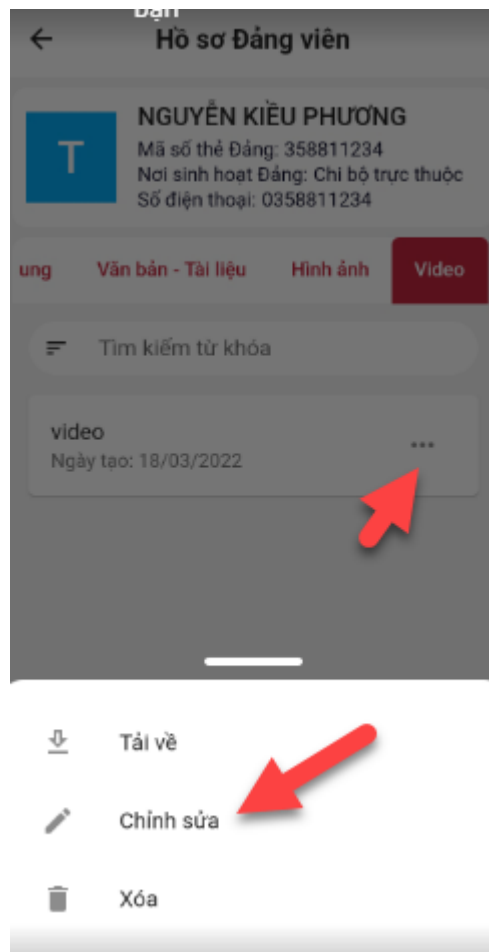 bạn
Hồ sơ Đảng viên
T
NGUYỄN KIỀU PHƯƠNG
Mã số thẻ Đảng: 358811234
Nơi sinh hoạt Đảng: Chi bộ trực thuộc
Số điện thoại: 0358811234
ung Văn bản - Tài liệu Hình ảnh Video
Tìm kiếm từ khóa
video
Ngày tạo: 18/03/2022
Tải về
Chỉnh sửa
Xóa